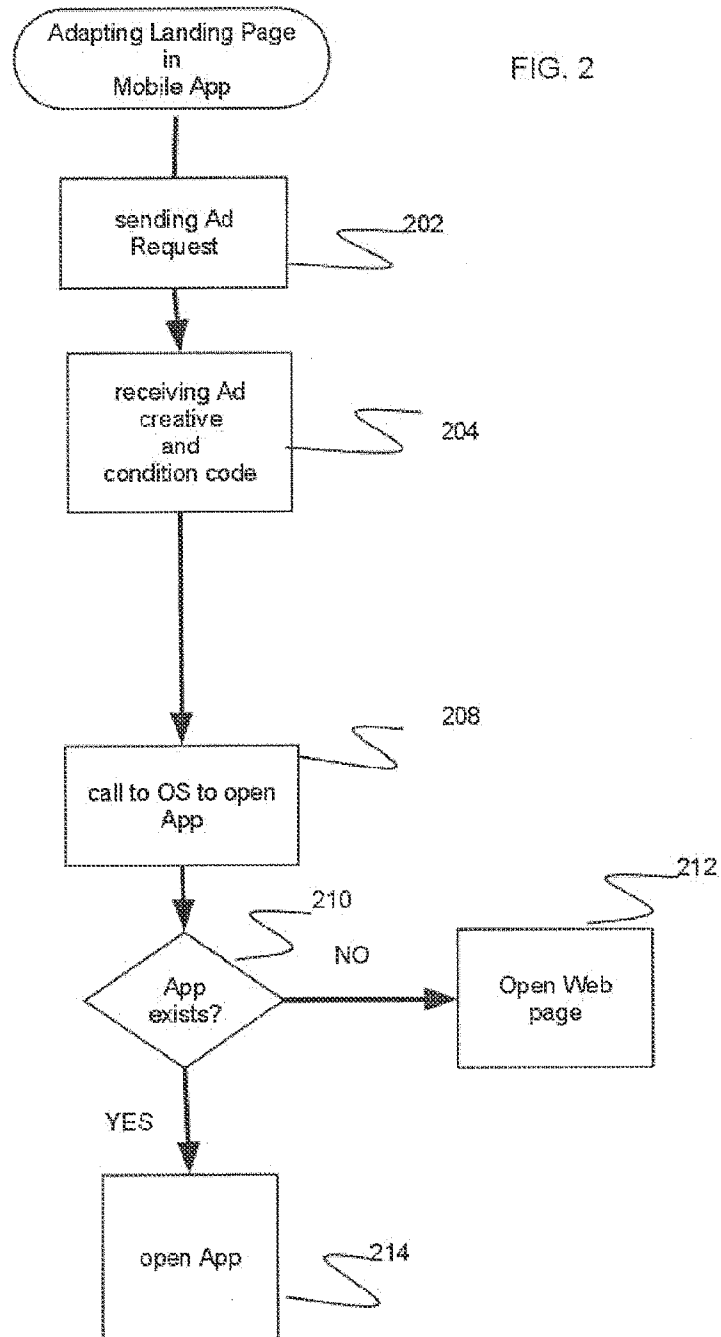 Adapting Landing Page
in
Mobile App
FIG. 2
sending Ad
Request
202
receiving Ad
creative
and
condition code
204
208
call to OS to open
App
210
212
NO
App
exists?
Open Web
page
YES
open App
214